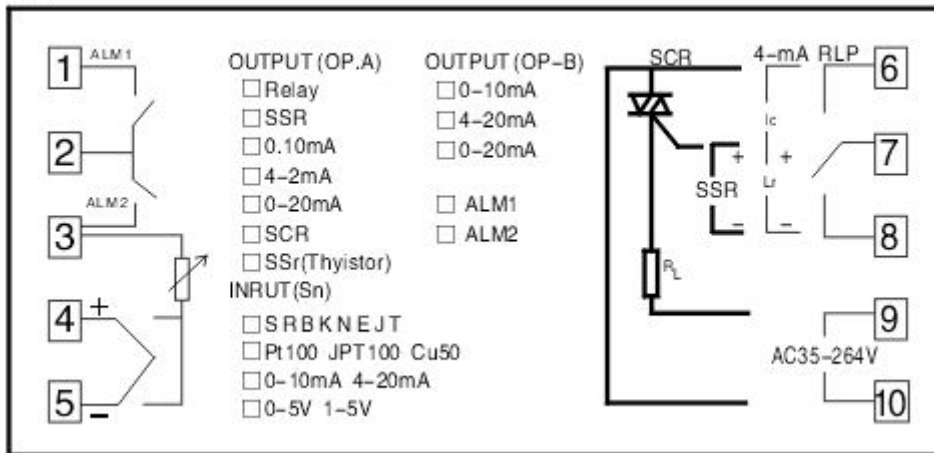 1 ALM1
2
ALM2
3
4 +
5 −
OUTPUT(OP.A)
□Relay
□SSR
□0.10mA
□4-2mA
□0-20mA
□SCR
□SSr(Thyistor)
INRUT(Sn)
□SRBKNEJT
□Pt100 JPT100 Cu50
□0-10mA 4-20mA
□0-5V 1-5V
OUTPUT(OP-B)
□0-10mA
□4-20mA
□0-20mA
□ ALM1
□ ALM2
SCR
4-mA RLP
Ic
+ +
SSR Lr
− −
RL
6
7
8
9
AC35-264V
10